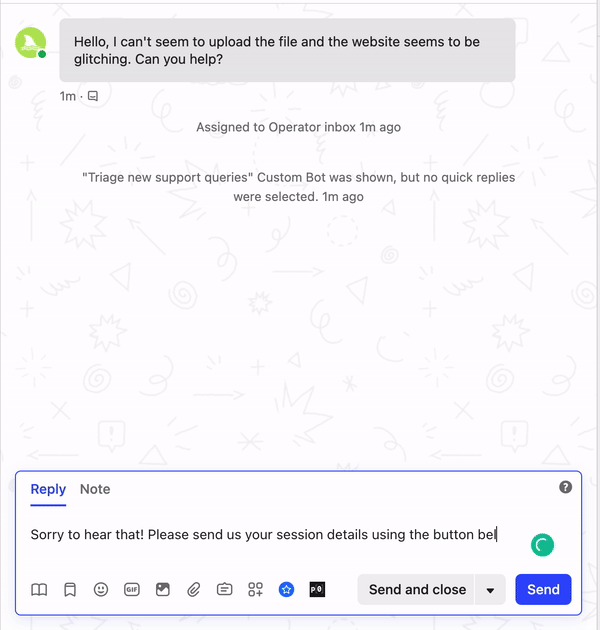 Hello, I can't seem to upload the file and the website seems to be
glitching. Can you help?
1m ·
Assigned to Operator inbox 1m ago
"Triage new support queries" Custom Bot was shown, but no quick replies
were selected. 1m ago
Reply Note ?
Sorry to hear that! Please send us your session details using the button bel
GIF p0 Send and close Send